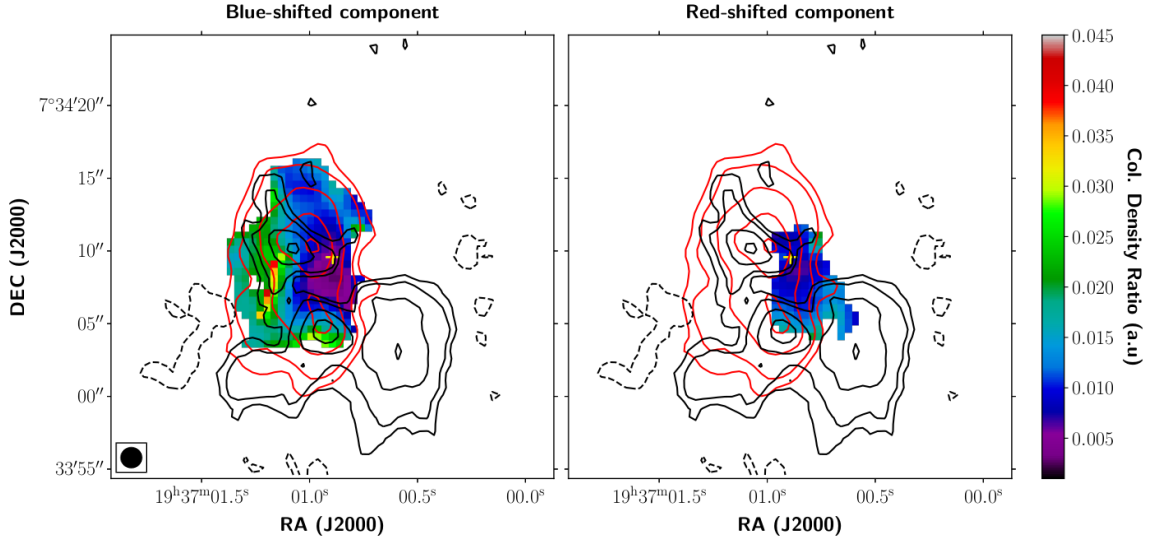 Blue-shifted component
Red-shifted component
DEC (J2000)
7°34′20″
15″
10″
05″
00″
33′55″
19ʰ37ᵐ01.5ˢ
01.0ˢ
00.5ˢ
00.0ˢ
RA (J2000)
19ʰ37ᵐ01.5ˢ
01.0ˢ
00.5ˢ
00.0ˢ
RA (J2000)
0.045
0.040
0.035
0.030
0.025
0.020
0.015
0.010
0.005
Col. Density Ratio (a.u)